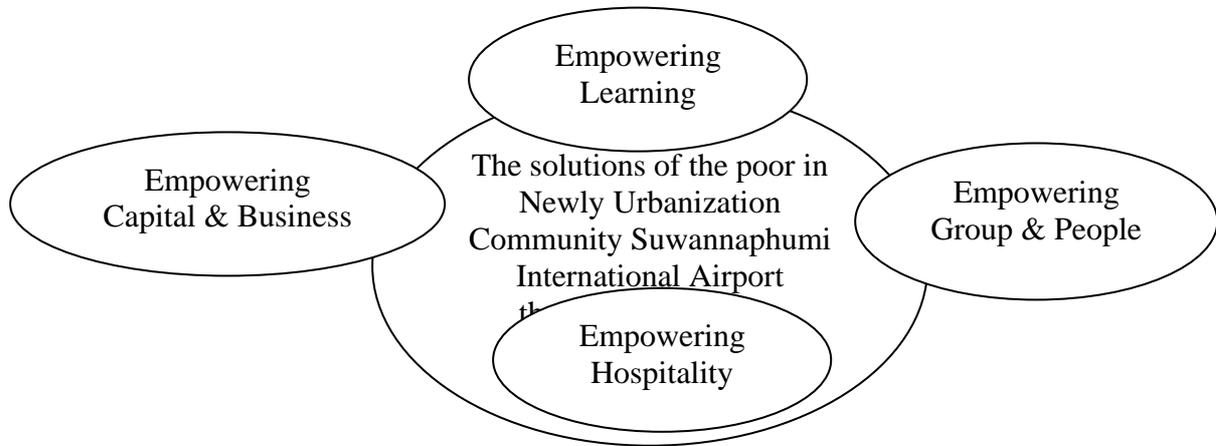 Empowering
Learning
Empowering
Capital & Business
The solutions of the poor in
Newly Urbanization
Community Suwannaphumi
International Airport
Empowering
Group & People
Empowering
Hospitality